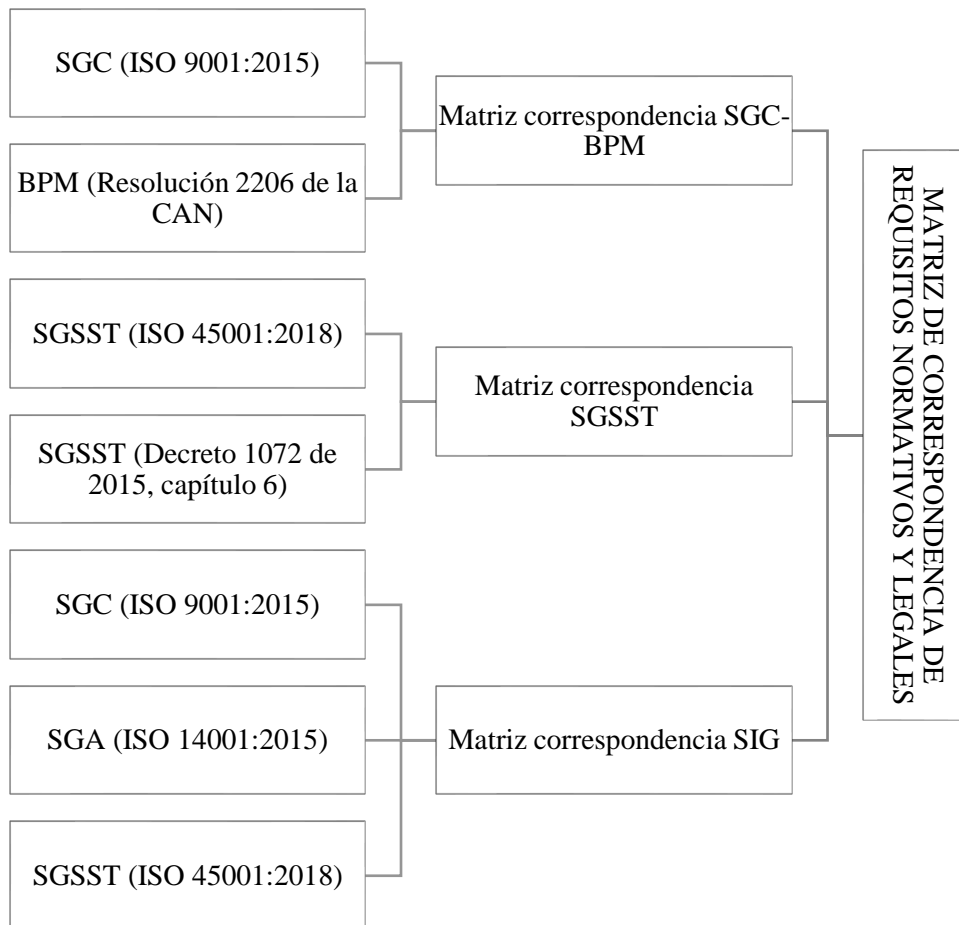 SGC (ISO 9001:2015)
BPM (Resolución 2206 de la
CAN)
SGSST (ISO 45001:2018)
SGSST (Decreto 1072 de
2015, capítulo 6)
SGC (ISO 9001:2015)
SGA (ISO 14001:2015)
SGSST (ISO 45001:2018)
Matriz correspondencia SGC-
BPM
Matriz correspondencia
SGSST
Matriz correspondencia SIG
MATRIZ DE CORRESPONDENCIA DE
REQUISITOS NORMATIVOS Y LEGALES